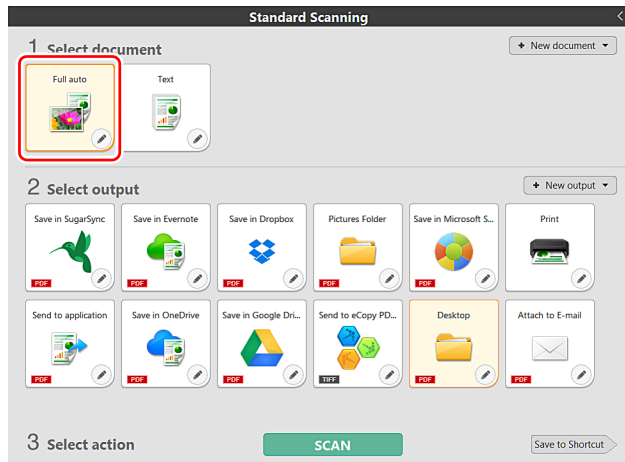 Standard Scanning
1 Select document
+ New document
Full auto
Text
2 Select output
+ New output
Save in SugarSync
PDF
Save in Evernote
PDF
Save in Dropbox
PDF
Pictures Folder
PDF
Save in Microsoft S...
PDF
Print
Send to application
PDF
Save in OneDrive
PDF
Save in Google Dri...
PDF
Send to eCopy PD...
TIFF
Desktop
PDF
Attach to E-mail
PDF
3 Select action
SCAN
Save to Shortcut